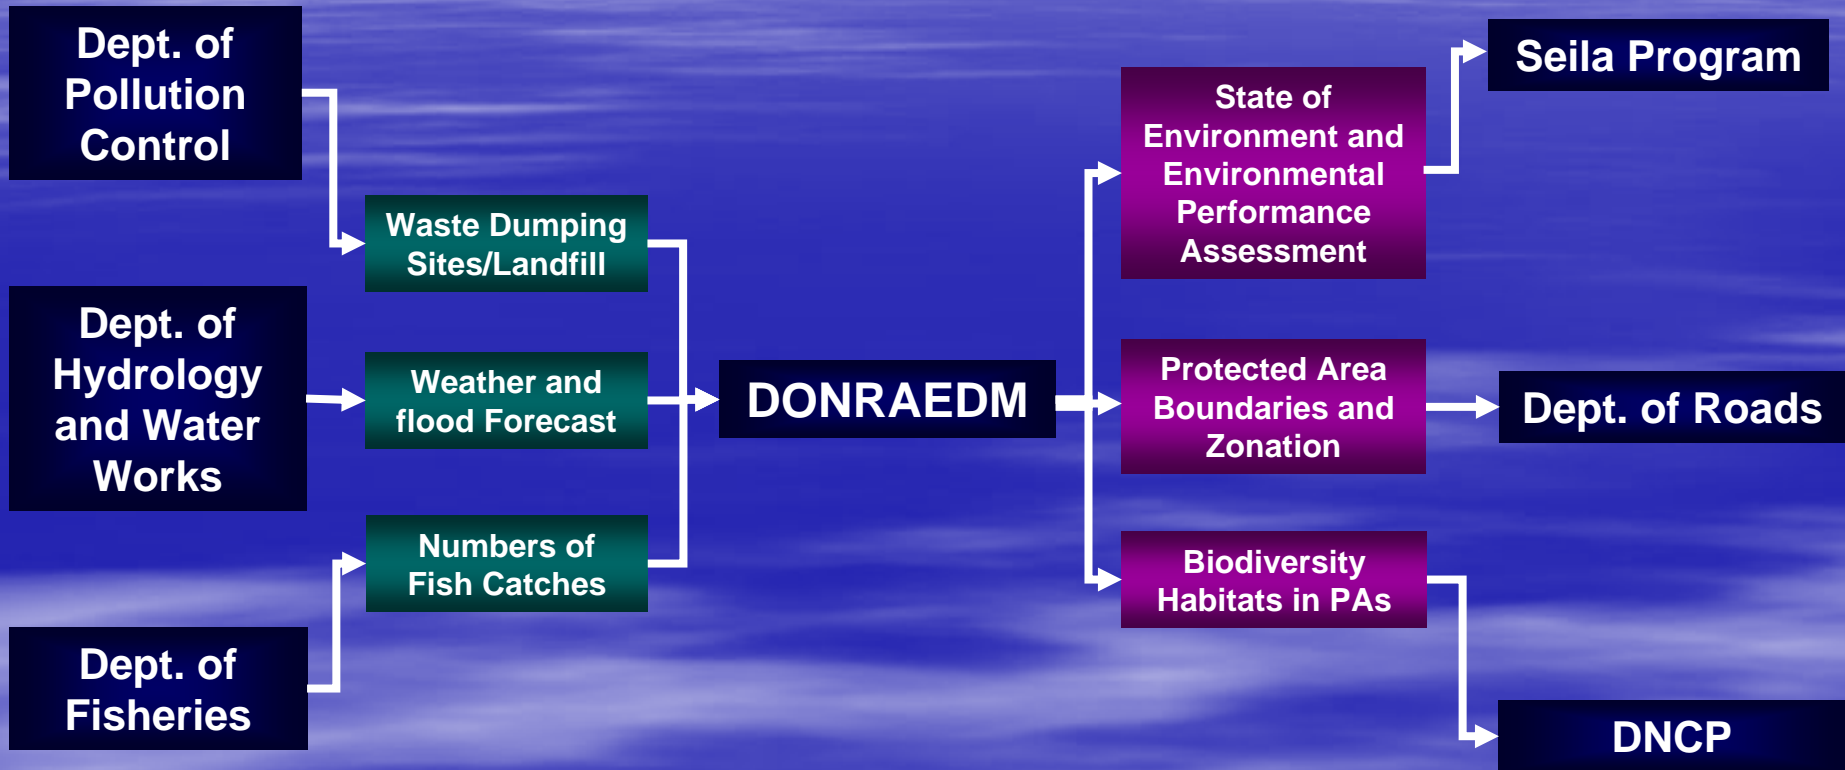 Dept. of
Pollution
Control
Waste Dumping
Sites/Landfill
Dept. of
Hydrology
and Water
Works
Weather and
flood Forecast
Numbers of
Fish Catches
Dept. of
Fisheries
DONRAEDM
State of
Environment and
Environmental
Performance
Assessment
Protected Area
Boundaries and
Zonation
Biodiversity
Habitats in PAs
Seila Program
Dept. of Roads
DNCP